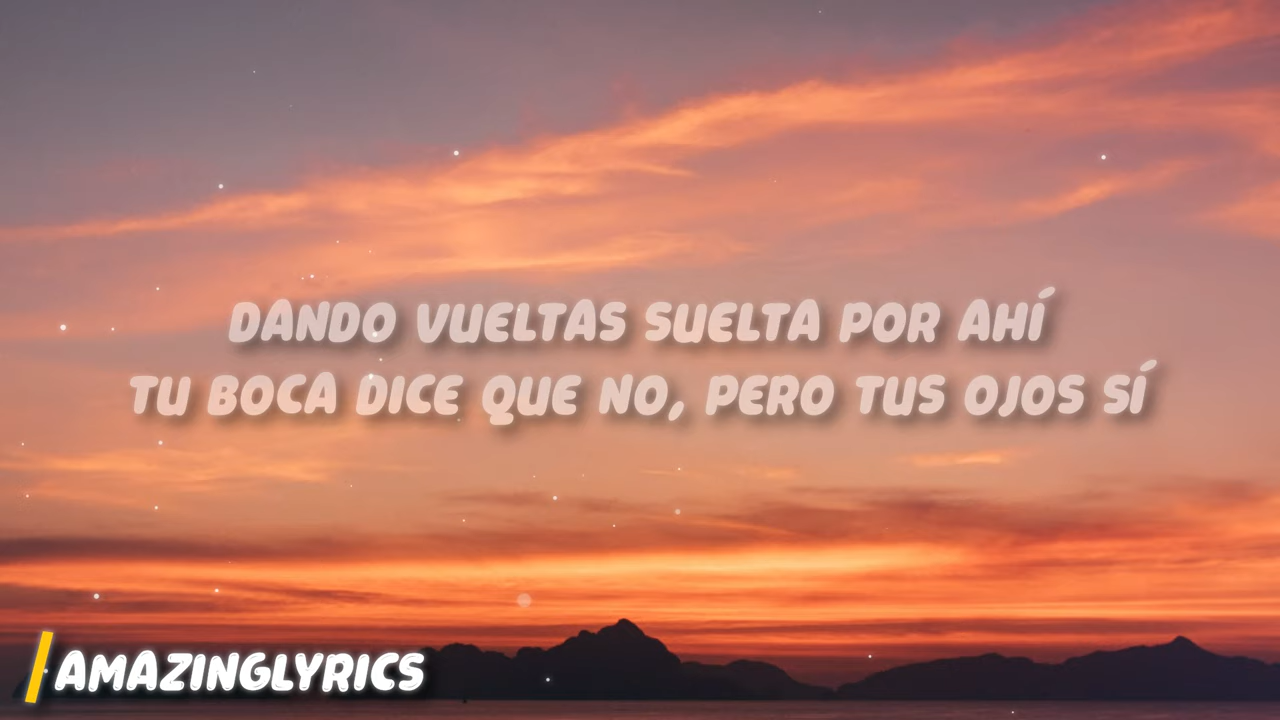 DANDO VUELTAS SUELTA POR AHÍ
TU BOCA DICE QUE NO, PERO TUS OJOS SÍ
AMAZINGLYRICS